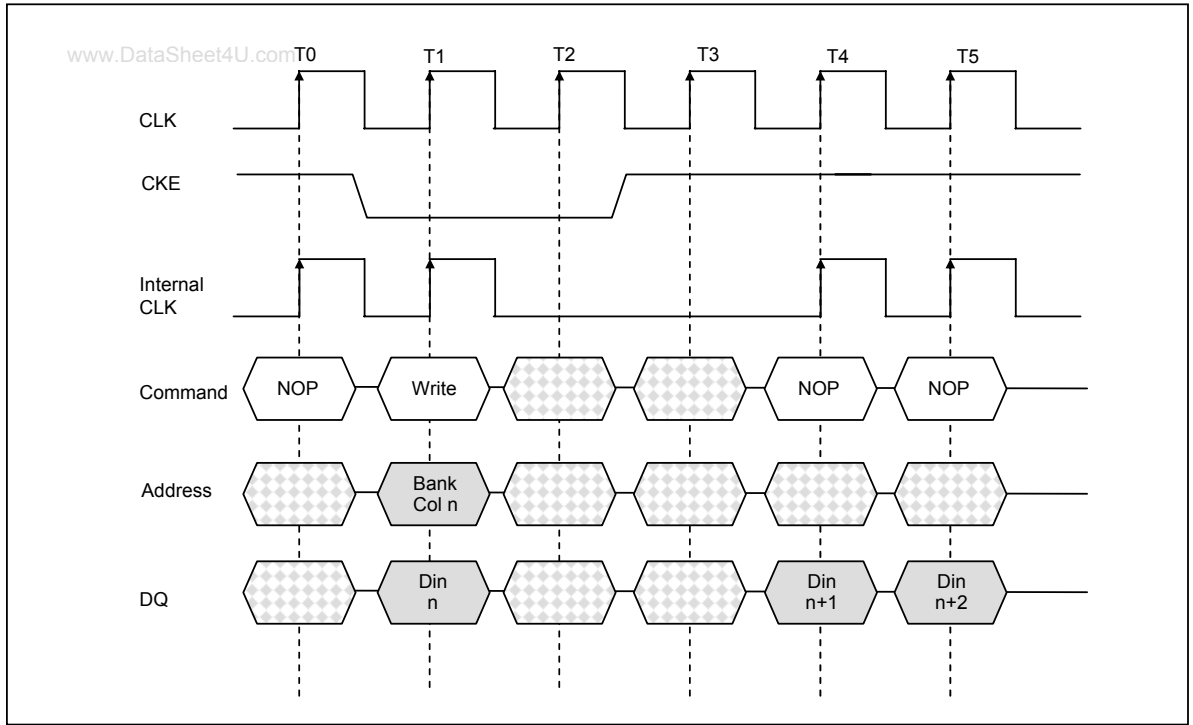 www.DataSheet4U.com
T0 T1 T2 T3 T4 T5
CLK
CKE
Internal
CLK
Command NOP Write NOP NOP
Address Bank
Col n
DQ Din
n Din
n+1 Din
n+2